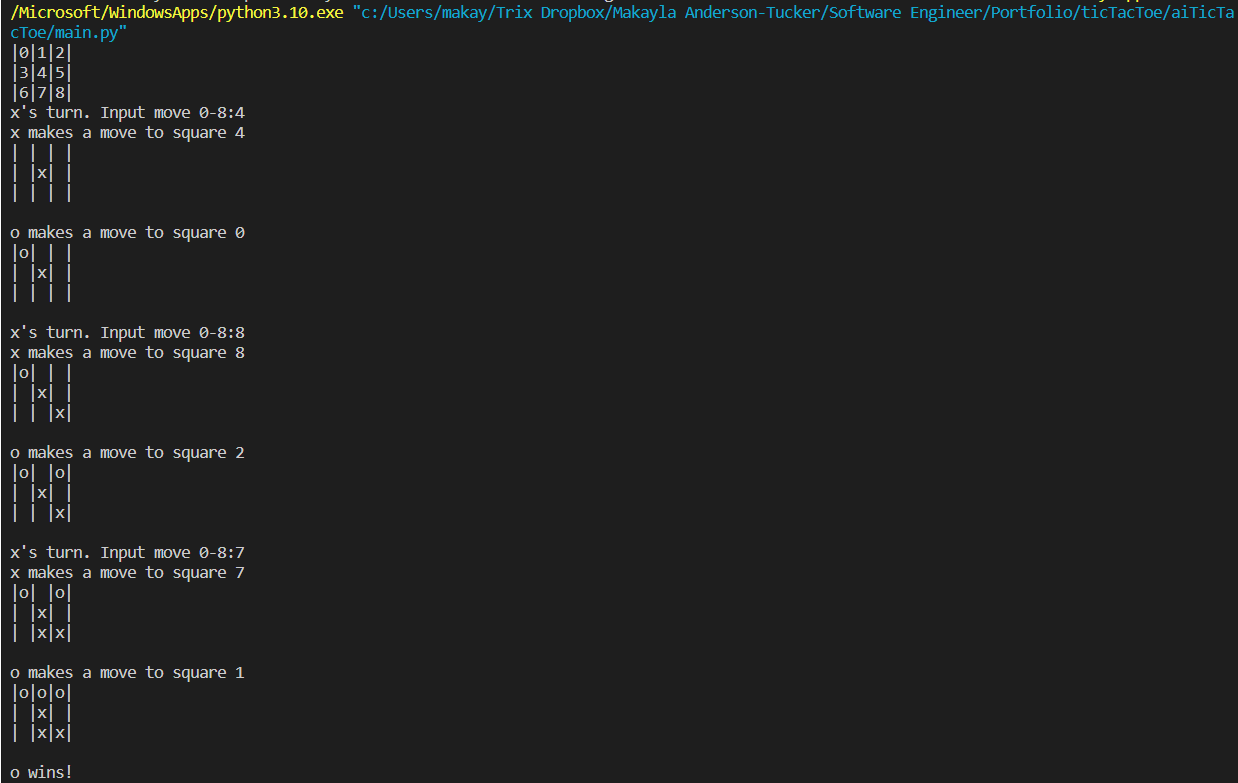 /Microsoft/WindowsApps/python3.10.exe "c:/Users/makay/Trix Dropbox/Makayla Anderson-Tucker/Software Engineer/Portfolio/ticTacToe/aiTicTa
cToe/main.py"
|0|1|2|
|3|4|5|
|6|7|8|
x's turn. Input move 0-8:4
x makes a move to square 4
| | | |
| |x| |
| | | |

o makes a move to square 0
|o| | |
| |x| |
| | | |

x's turn. Input move 0-8:8
x makes a move to square 8
|o| | |
| |x| |
| | |x|

o makes a move to square 2
|o| |o|
| |x| |
| | |x|

x's turn. Input move 0-8:7
x makes a move to square 7
|o| |o|
| |x| |
| |x|x|

o makes a move to square 1
|o|o|o|
| |x| |
| |x|x|

o wins!